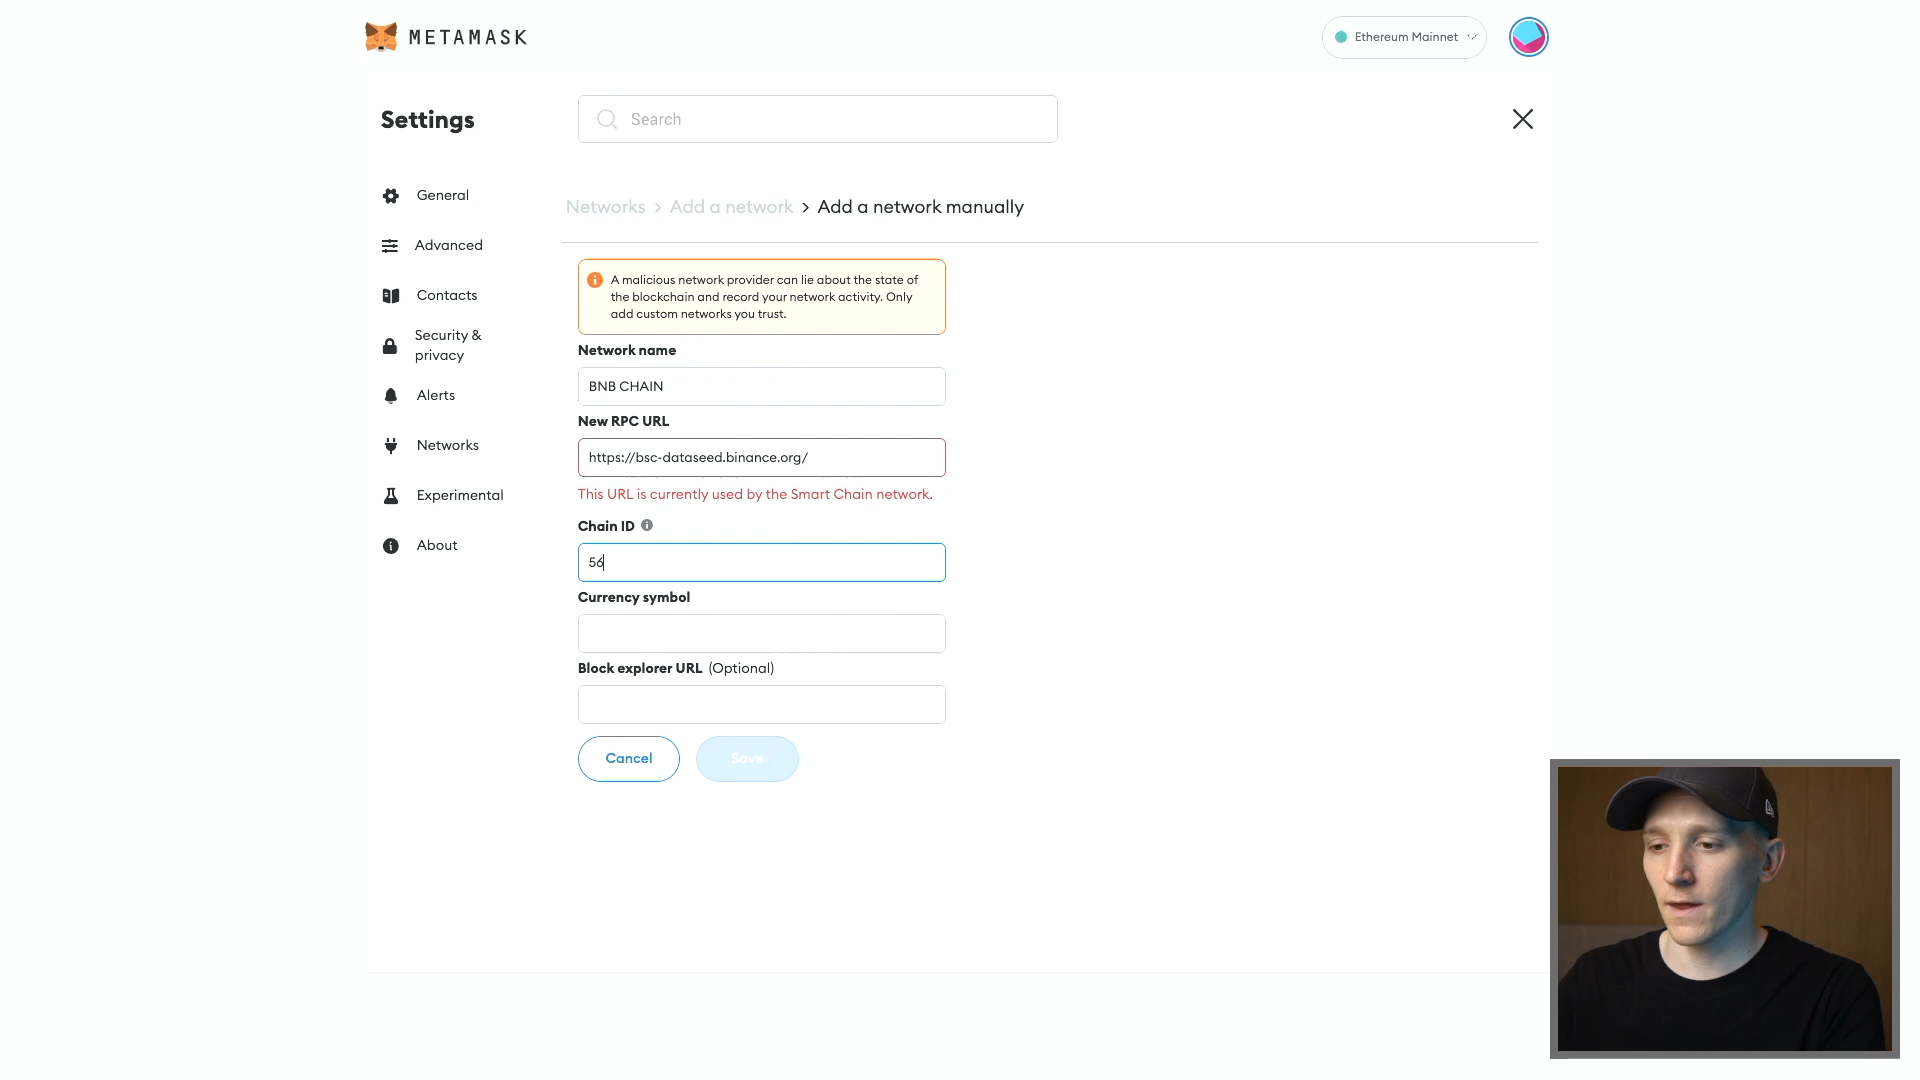 METAMASK
Ethereum Mainnet
Settings
Search
General
Advanced
Contacts
Security &
privacy
Alerts
Networks
Experimental
About
Networks > Add a network > Add a network manually
A malicious network provider can lie about the state of
the blockchain and record your network activity. Only
add custom networks you trust.
Network name
BNB CHAIN
New RPC URL
https://bsc-dataseed.binance.org/
This URL is currently used by the Smart Chain network.
Chain ID
56
Currency symbol
Block explorer URL (Optional)
Cancel
Save